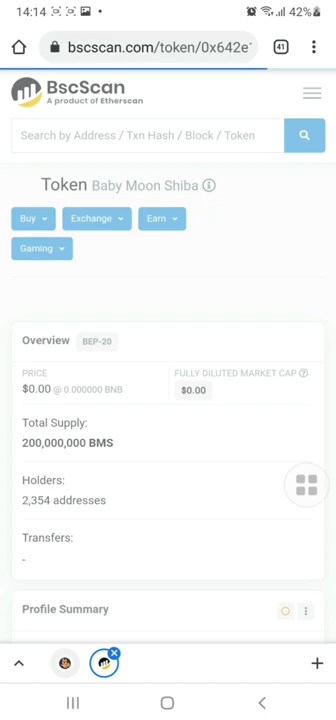 14:14
42%
bscscan.com/token/0x642e
41
BscScan
A product of Etherscan
Search by Address / Txn Hash / Block / Token
Token Baby Moon Shiba
Buy Exchange Earn
Gaming
Overview BEP-20
PRICE
$0.00 @ 0.000000 BNB
FULLY DILUTED MARKET CAP
$0.00
Total Supply:
200,000,000 BMS
Holders:
2,354 addresses
Transfers:
-
Profile Summary